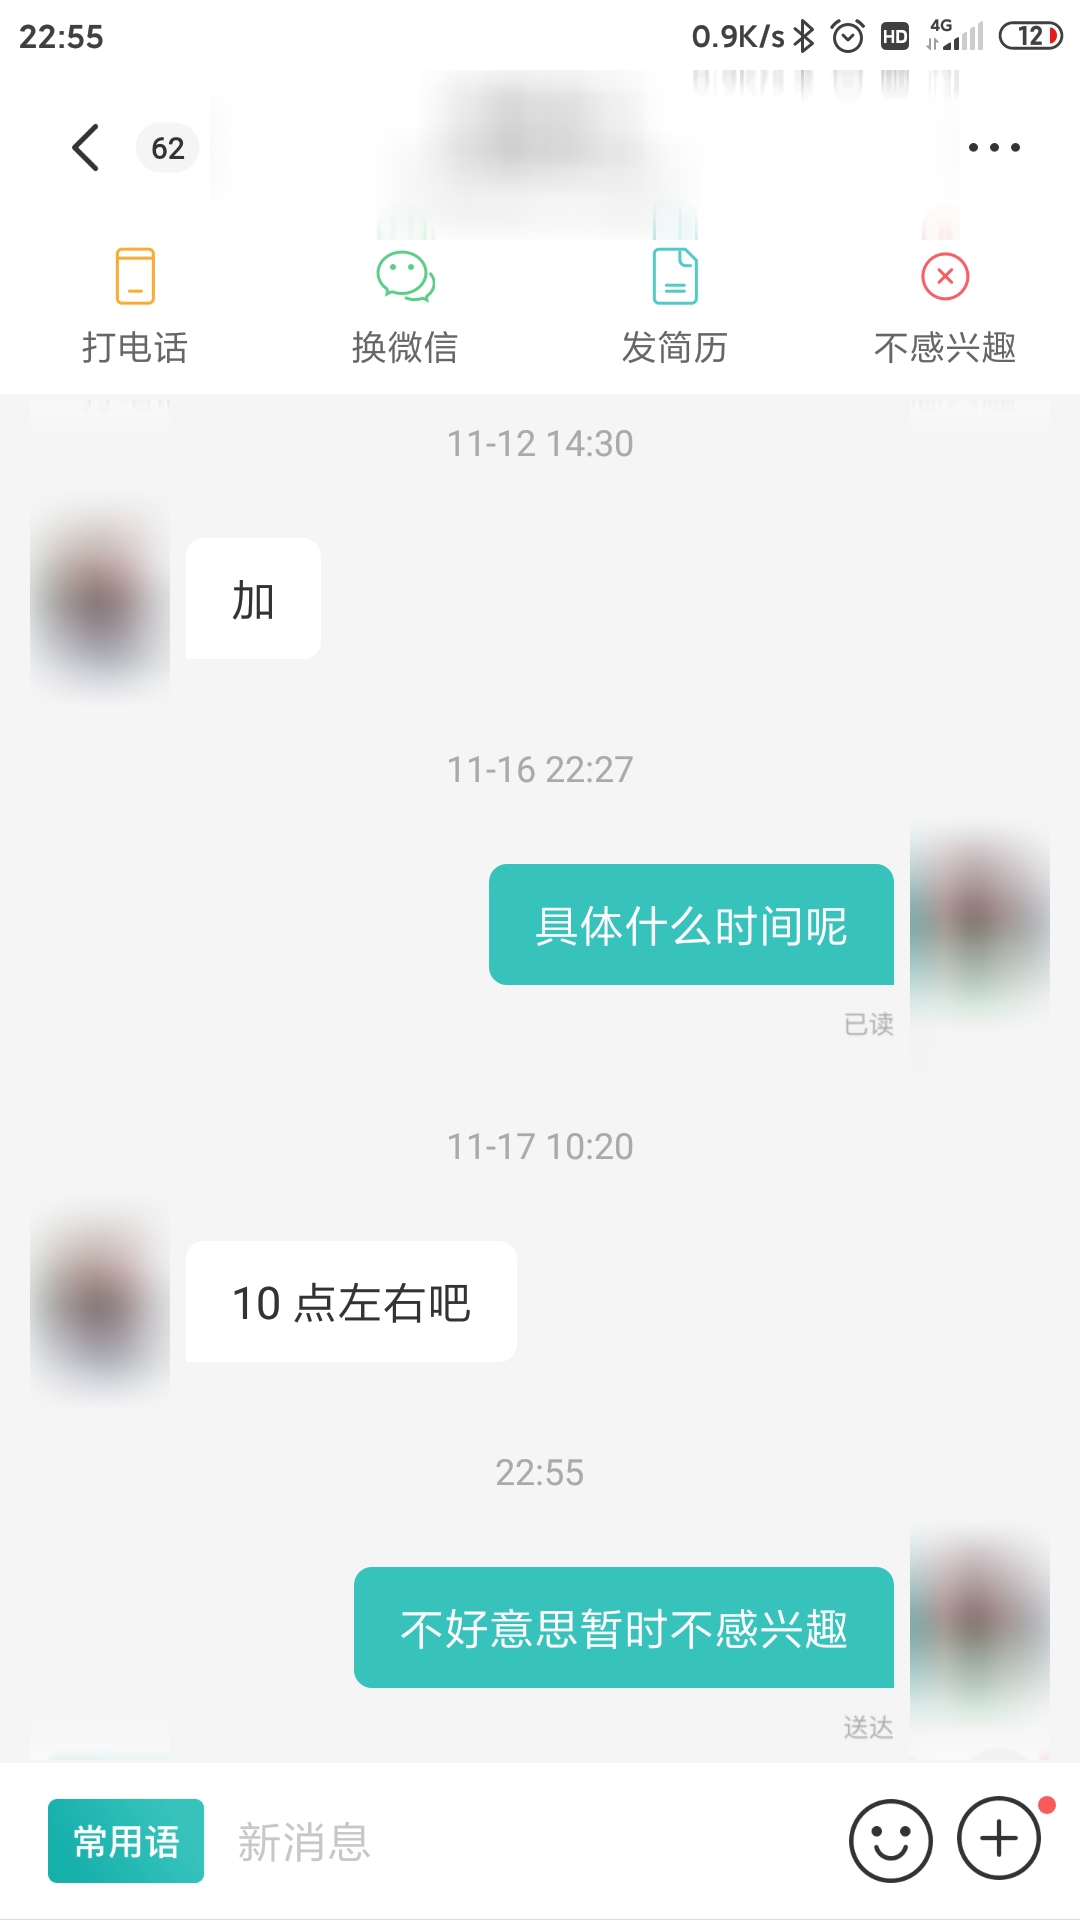 22:55 0.9K/s HD 4G 12
62
打电话 换微信 发简历 不感兴趣
11-12 14:30
加
11-16 22:27
具体什么时间呢
已读
11-17 10:20
10 点左右吧
22:55
不好意思暂时不感兴趣
送达
常用语 新消息